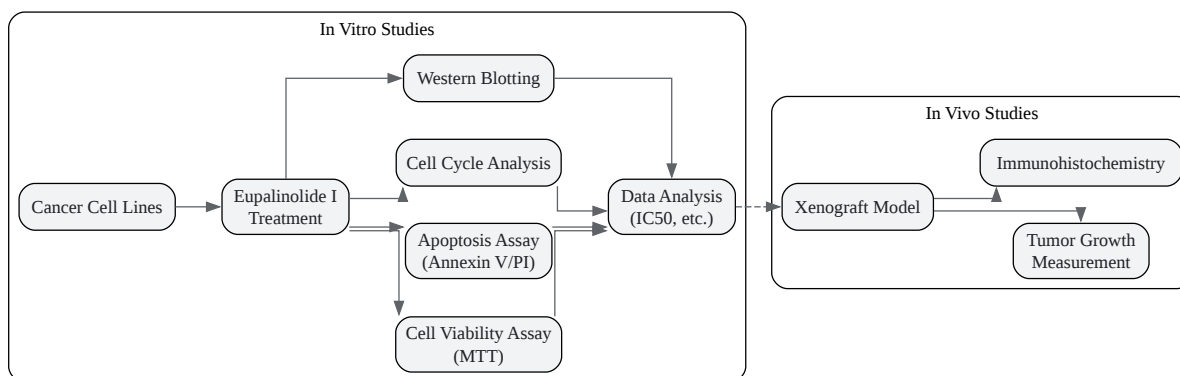 In Vitro Studies
Western Blotting
In Vivo Studies
Cell Cycle Analysis
Immunohistochemistry
Cancer Cell Lines
Eupalinolide I
Treatment
Data Analysis
(IC50, etc.)
Xenograft Model
Apoptosis Assay
(Annexin V/PI)
Tumor Growth
Measurement
Cell Viability Assay
(MTT)